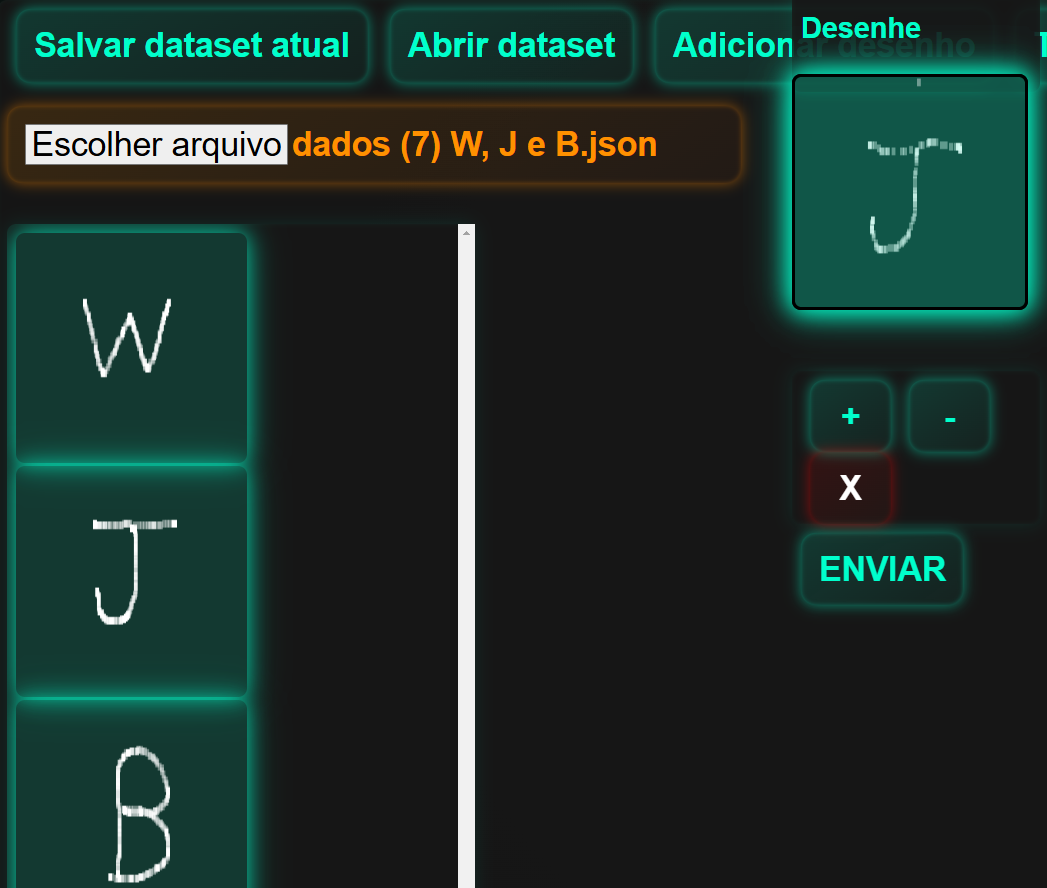 Salvar dataset atual Abrir dataset Adicionar desenho
Desenhe
Escolher arquivo dados (7) W, J e B.json
J
W
+ -
X
J
ENVIAR
B